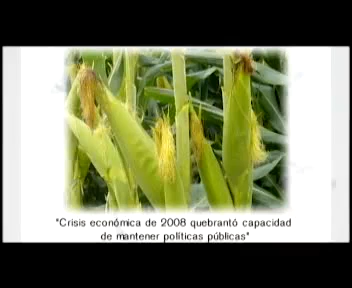 "Crisis económica de 2008 quebrantó capacidad
de mantener políticas públicas"